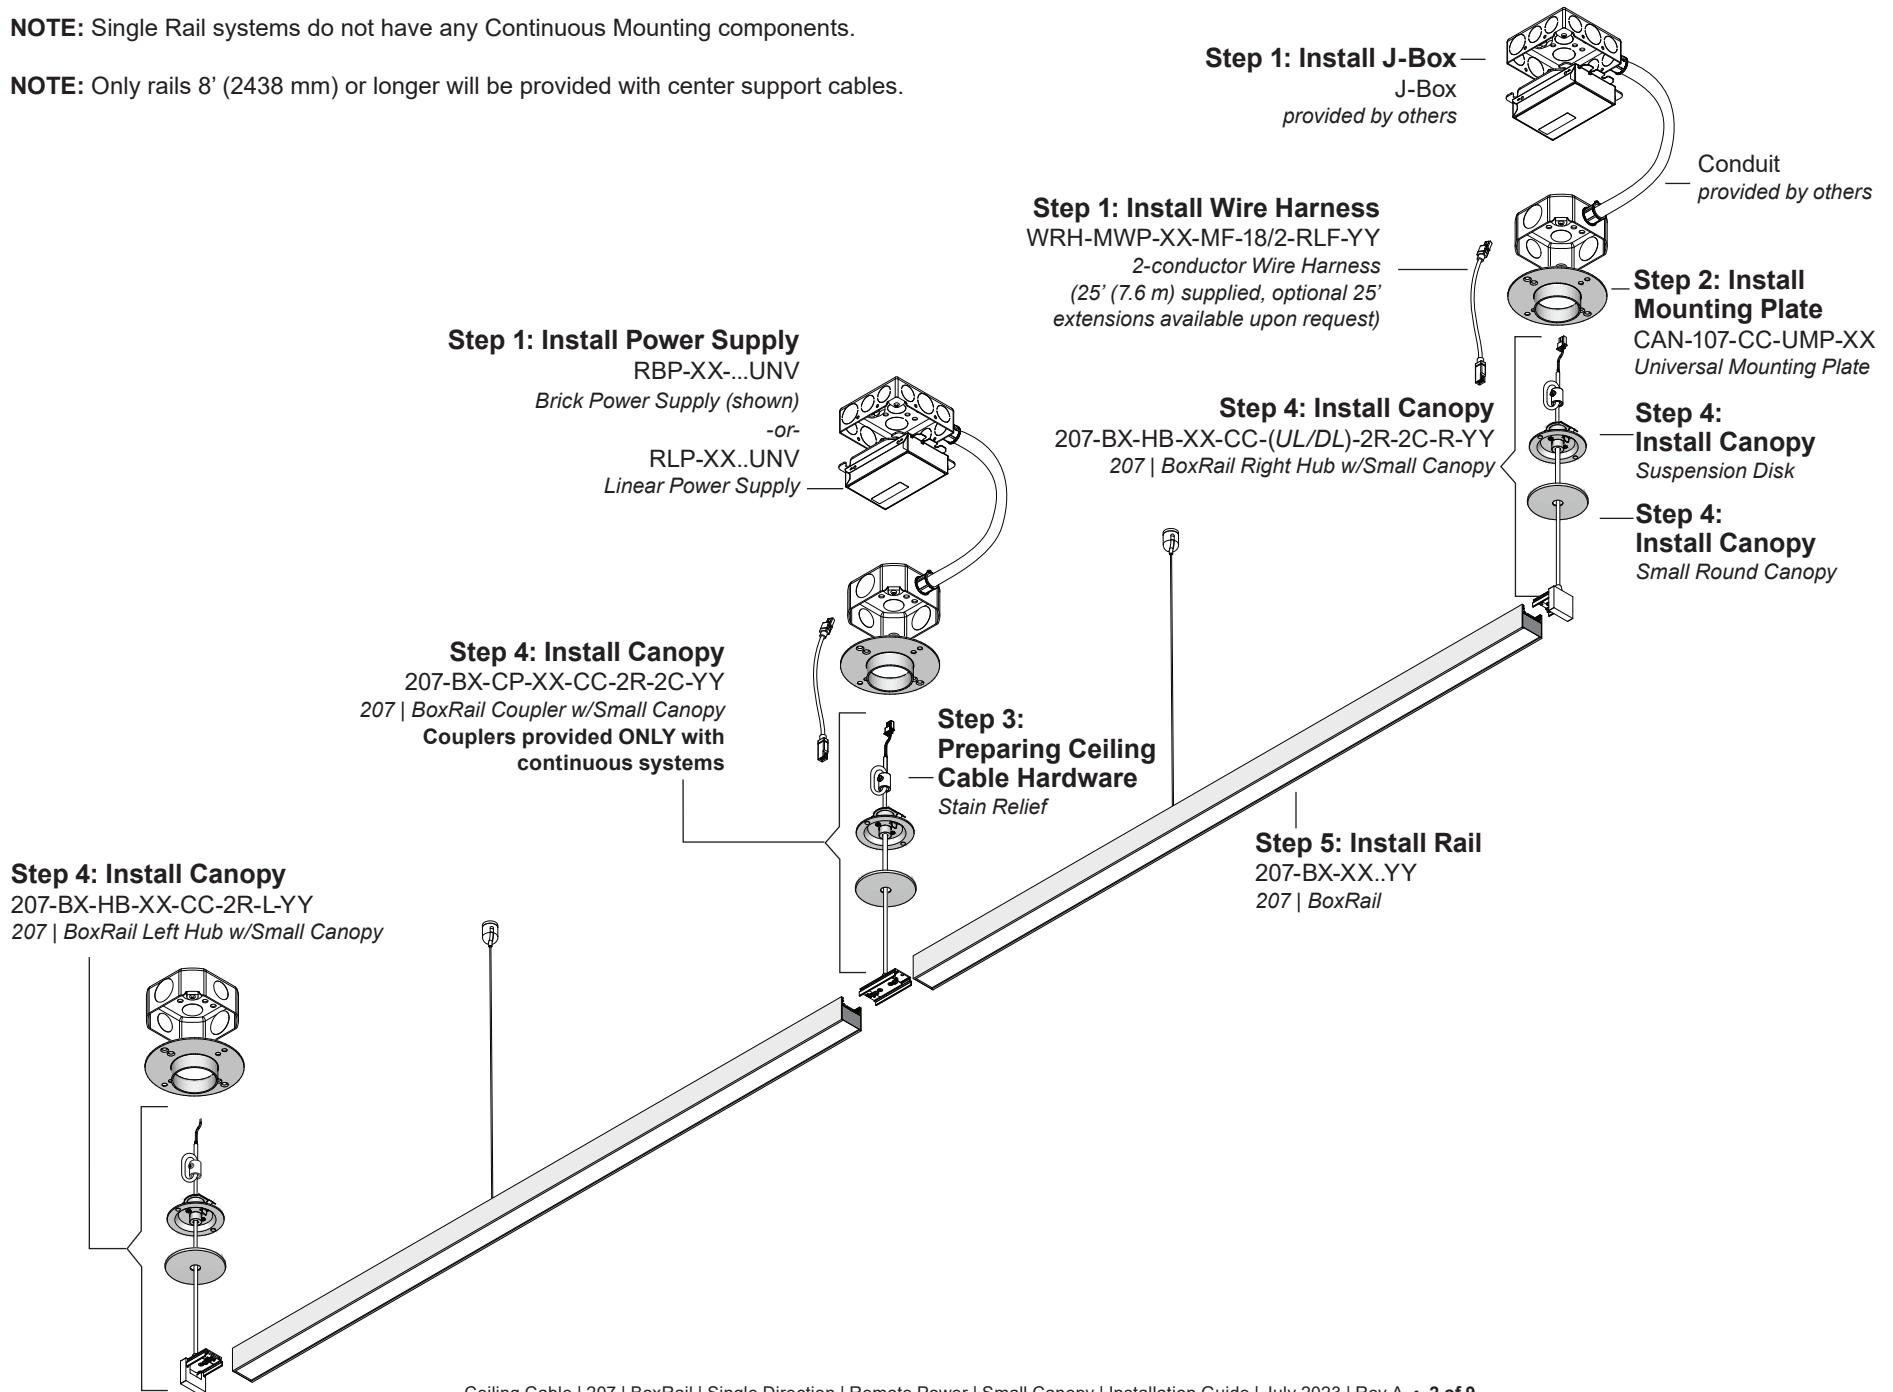 NOTE: Single Rail systems do not have any Continuous Mounting components.
NOTE: Only rails 8’ (2438 mm) or longer will be provided with center support cables.
Step 1: Install J-Box
J-Box
provided by others
Conduit
provided by others
Step 1: Install Wire Harness
WRH-MWP-XX-MF-18/2-RLF-YY
2-conductor Wire Harness
(25’ (7.6 m) supplied, optional 25’
extensions available upon request)
Step 2: Install
Mounting Plate
CAN-107-CC-UMP-XX
Universal Mounting Plate
Step 1: Install Power Supply
RBP-XX-...UNV
Brick Power Supply (shown)
-or-
RLP-XX..UNV
Linear Power Supply
Step 4: Install Canopy
207-BX-HB-XX-CC-(UL/DL)-2R-2C-R-YY
207 | BoxRail Right Hub w/Small Canopy
Step 4:
Install Canopy
Suspension Disk
Step 4:
Install Canopy
Small Round Canopy
Step 4: Install Canopy
207-BX-CP-XX-CC-2R-2C-YY
207 | BoxRail Coupler w/Small Canopy
Couplers provided ONLY with
continuous systems
Step 3:
Preparing Ceiling
Cable Hardware
Stain Relief
Step 5: Install Rail
207-BX-XX..YY
207 | BoxRail
Step 4: Install Canopy
207-BX-HB-XX-CC-2R-L-YY
207 | BoxRail Left Hub w/Small Canopy
Ceiling Cable | 207 | BoxRail | Single Direction | Remote Power | Small Canopy | Installation Guide | July 2023 | Rev A • 2 of 9